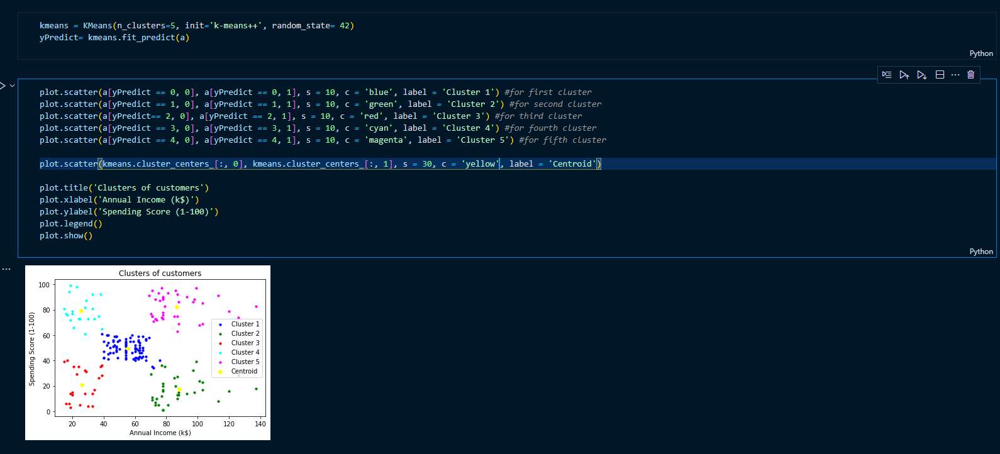 kmeans = KMeans(n_clusters=5, init='k-means++', random_state= 42)
yPredict= kmeans.fit_predict(a)
Python
plot.scatter(a[yPredict == 0, 0], a[yPredict == 0, 1], s = 10, c = 'blue', label = 'Cluster 1') #for first cluster
plot.scatter(a[yPredict == 1, 0], a[yPredict == 1, 1], s = 10, c = 'green', label = 'Cluster 2') #for second cluster
plot.scatter(a[yPredict== 2, 0], a[yPredict == 2, 1], s = 10, c = 'red', label = 'Cluster 3') #for third cluster
plot.scatter(a[yPredict == 3, 0], a[yPredict == 3, 1], s = 10, c = 'cyan', label = 'Cluster 4') #for fourth cluster
plot.scatter(a[yPredict == 4, 0], a[yPredict == 4, 1], s = 10, c = 'magenta', label = 'Cluster 5') #for fifth cluster
plot.scatter(kmeans.cluster_centers_[:, 0], kmeans.cluster_centers_[:, 1], s = 30, c = 'yellow', label = 'Centroid')
plot.title('Clusters of customers')
plot.xlabel('Annual Income (k$)')
plot.ylabel('Spending Score (1-100)')
plot.legend()
plot.show()
Python
Clusters of customers
Spending Score (1-100)
100
80
60
40
20
0
Cluster 1
Cluster 2
Cluster 3
Cluster 4
Cluster 5
Centroid
20 40 60 80 100 120 140
Annual Income (k$)